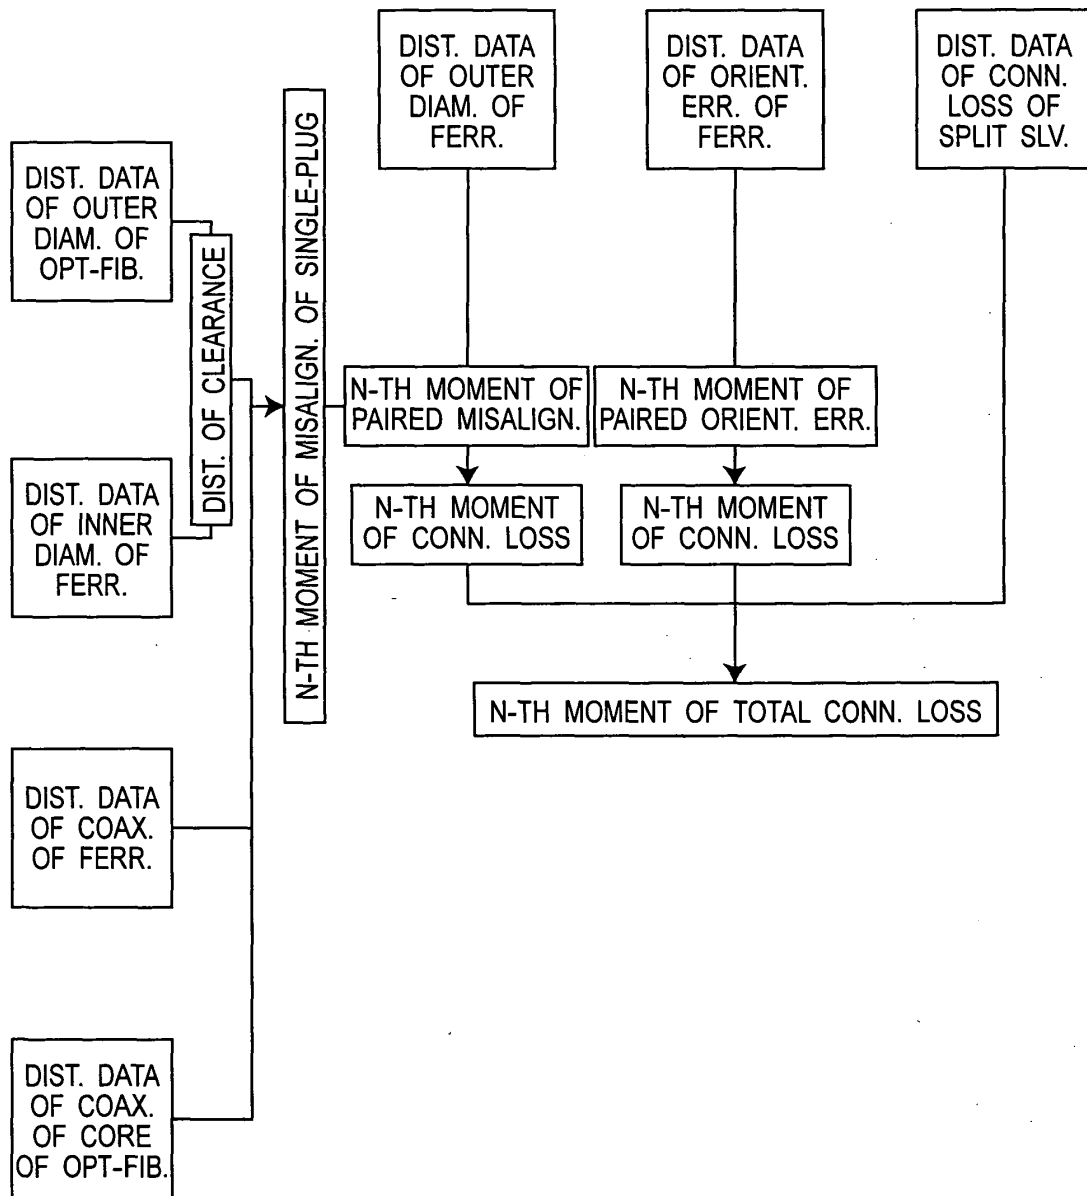 DIST. DATA
OF OUTER
DIAM. OF
FERR.
DIST. DATA
OF ORIENT.
ERR. OF
FERR.
DIST. DATA
OF CONN.
LOSS OF
SPLIT SLV.
DIST. DATA
OF OUTER
DIAM. OF
OPT-FIB.
DIST. OF CLEARANCE
N-TH MOMENT OF MISALIGN. OF SINGLE-PLUG
N-TH MOMENT OF
PAIRED MISALIGN.
N-TH MOMENT OF
PAIRED ORIENT. ERR.
DIST. DATA
OF INNER
DIAM. OF
FERR.
N-TH MOMENT
OF CONN. LOSS
N-TH MOMENT
OF CONN. LOSS
N-TH MOMENT OF TOTAL CONN. LOSS
DIST. DATA
OF COAX.
OF FERR.
DIST. DATA
OF COAX.
OF CORE
OF OPT-FIB.